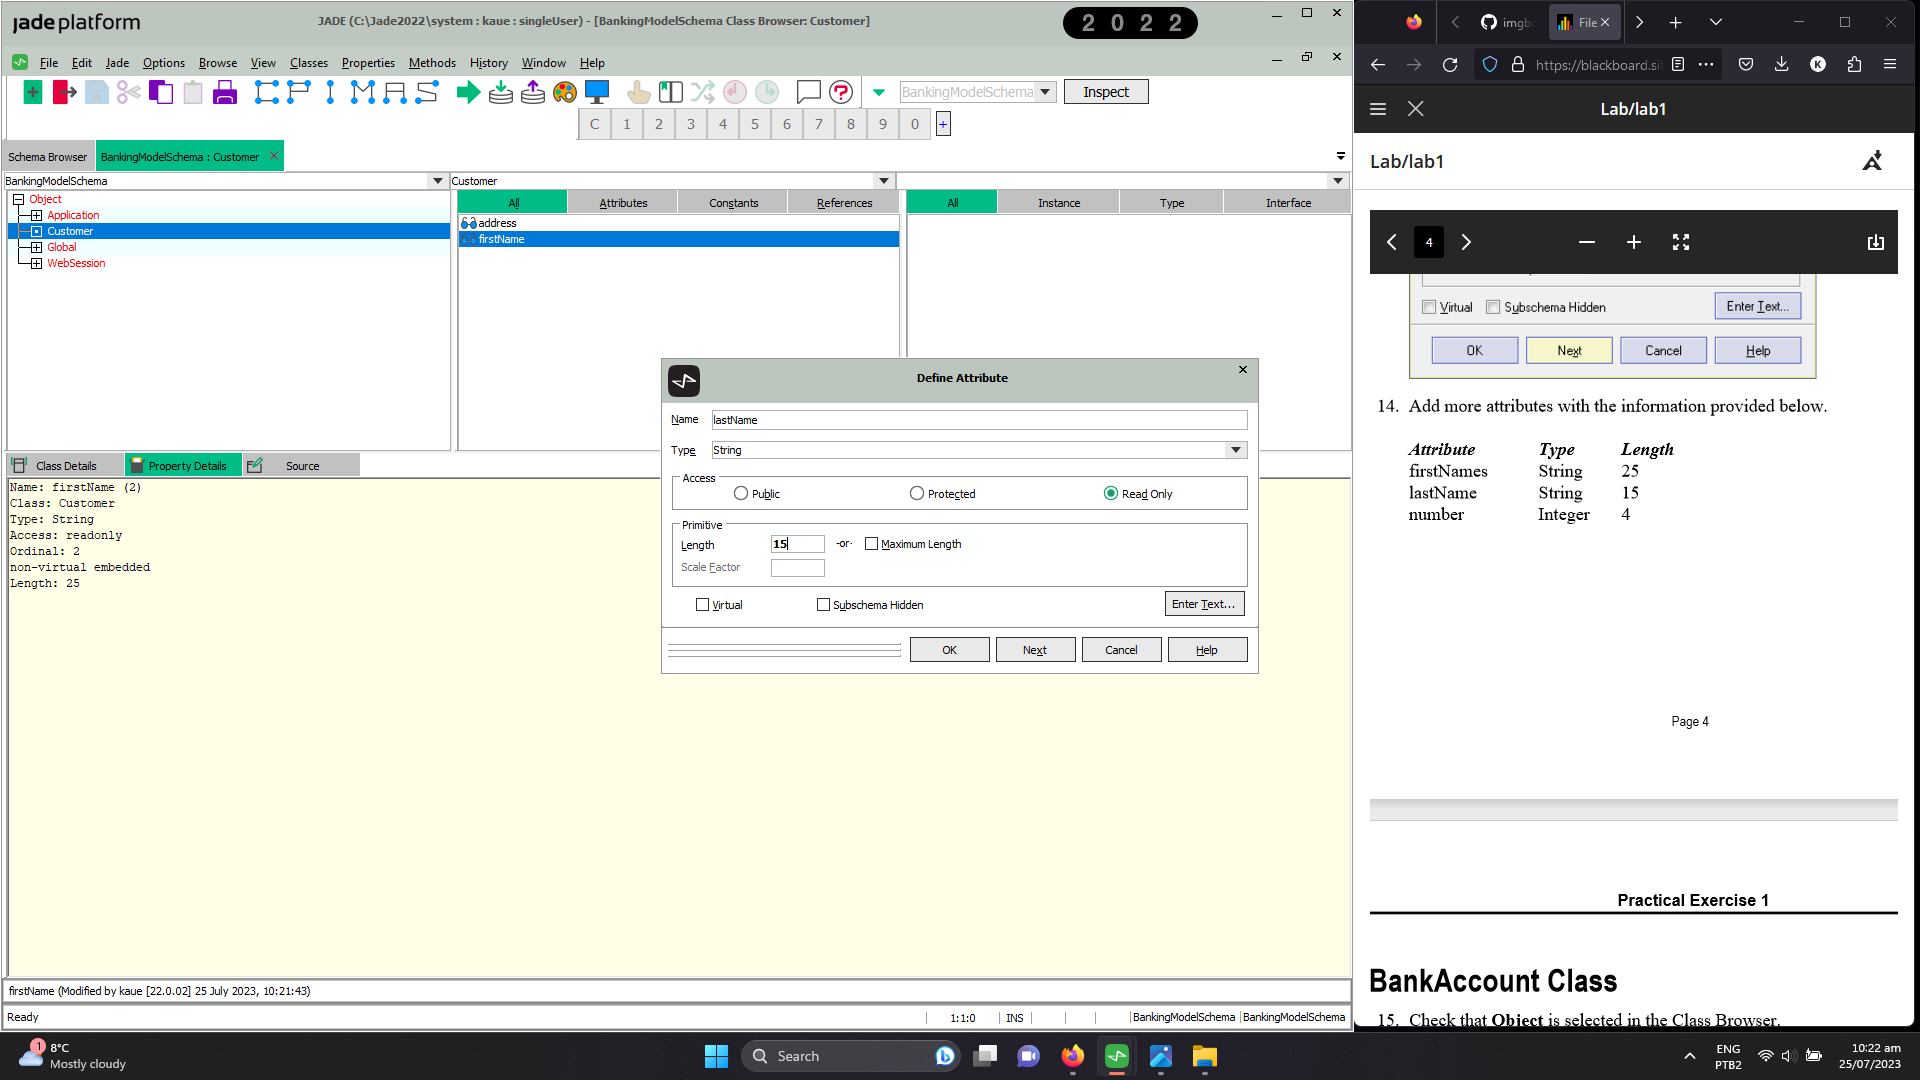 jadeplatform
JADE (C:\Jade2022\system : kaue : singleUser) - [BankingModelSchema Class Browser: Customer]
2 0 2 2
File Edit Jade Options Browse View Classes Properties Methods History Window Help
BankingModelSchema
Inspect
C 1 2 3 4 5 6 7 8 9 0 +
Schema Browser
BankingModelSchema : Customer
BankingModelSchema
Customer
Object
Application
Customer
Global
WebSession
All Attributes Constants References
address
firstName
All Instance Type Interface
Class Details
Property Details
Source
Name: firstName (2)
Class: Customer
Type: String
Access: readonly
Ordinal: 2
non-virtual embedded
Length: 25
Define Attribute
Name lastName
Type String
Access
Public Protected Read Only
Primitive
Length 15 -or- Maximum Length
Scale Factor
Virtual Subschema Hidden Enter Text...
OK Next Cancel Help
firstName (Modified by kaue [22.0.02] 25 July 2023, 10:21:43)
Ready
1:1:0 INS
BankingModelSchema BankingModelSchema
imgb
File
https://blackboard.si
Lab/lab1
Lab/lab1
4
Virtual Subschema Hidden Enter Text...
OK Next Cancel Help
14. Add more attributes with the information provided below.
Attribute Type Length
firstNames String 25
lastName String 15
number Integer 4
Page 4
Practical Exercise 1
BankAccount Class
15. Check that Object is selected in the Class Browser.
1
8°C
Mostly cloudy
Search
ENG
PTB2
10:22 am
25/07/2023